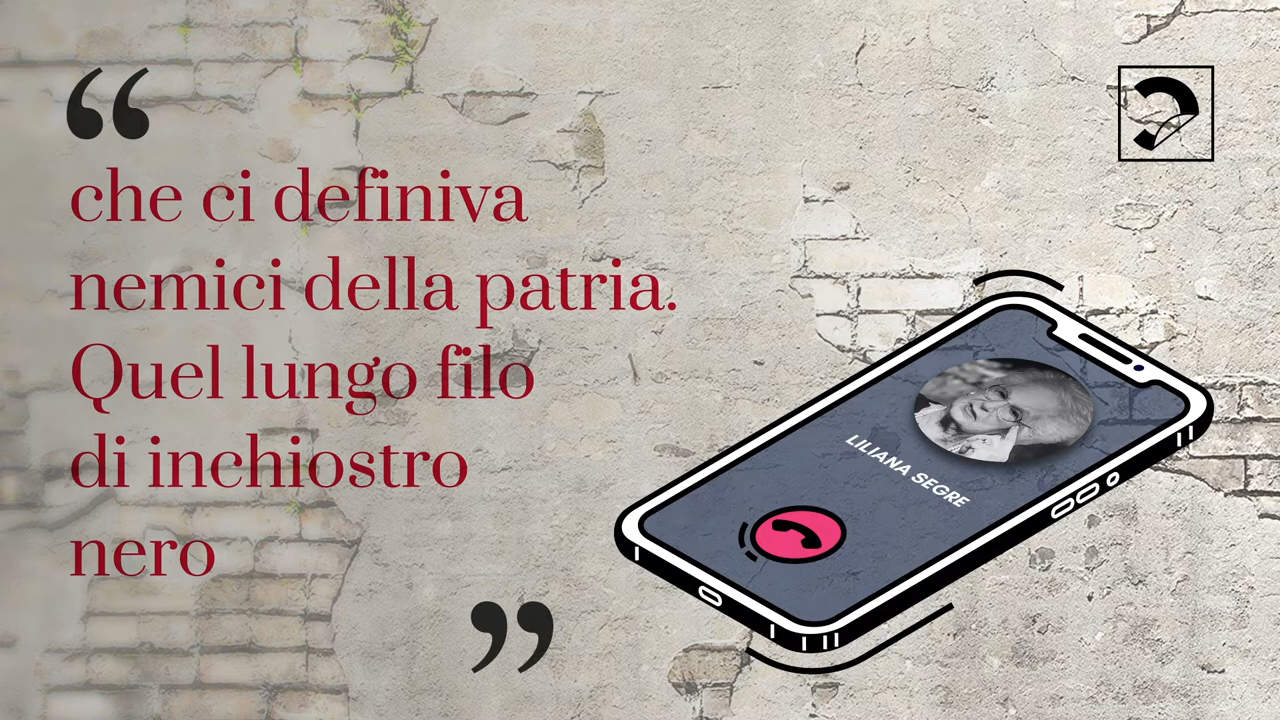 “
che ci definiva
nemici della patria.
Quel lungo filo
di inchiostro
nero
”
LILIANA SEGRE